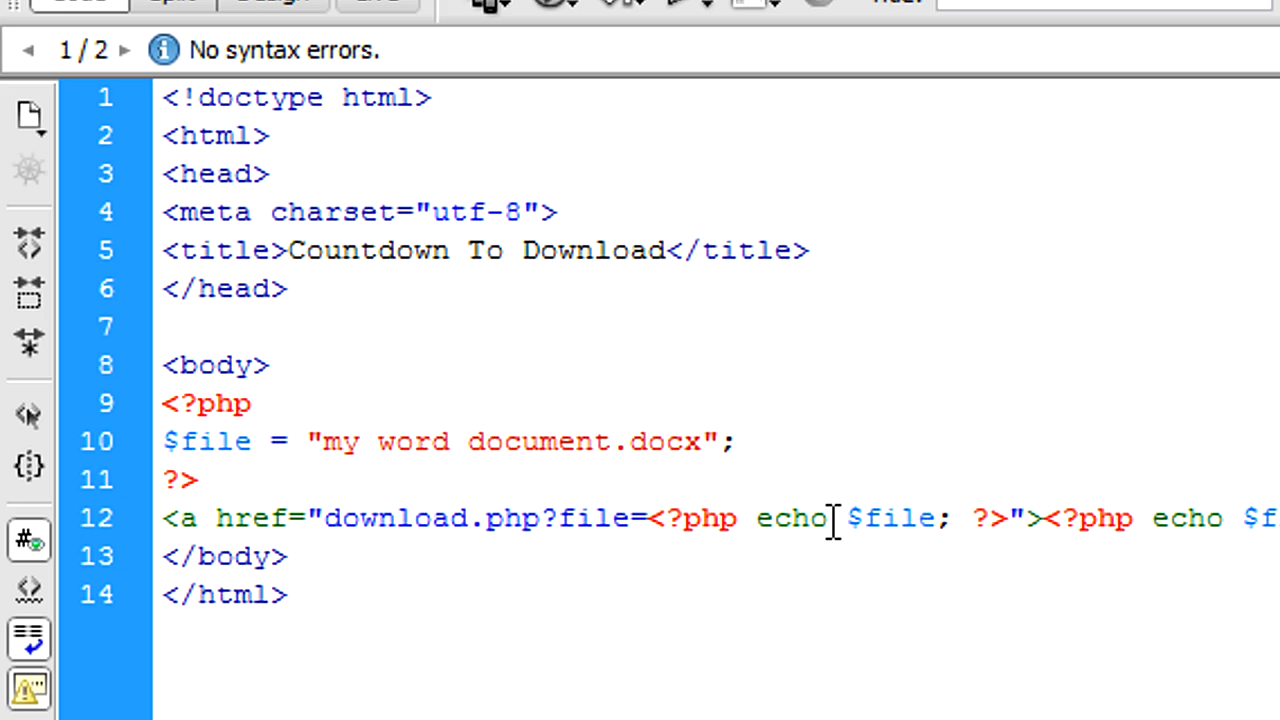 1 / 2 No syntax errors.
1 <!doctype html>
2 <html>
3 <head>
4 <meta charset="utf-8">
5 <title>Countdown To Download</title>
6 </head>
7
8 <body>
9 <?php
10 $file = "my word document.docx";
11 ?>
12 <a href="download.php?file=<?php echo $file; ?>"><?php echo $f
13 </body>
14 </html>